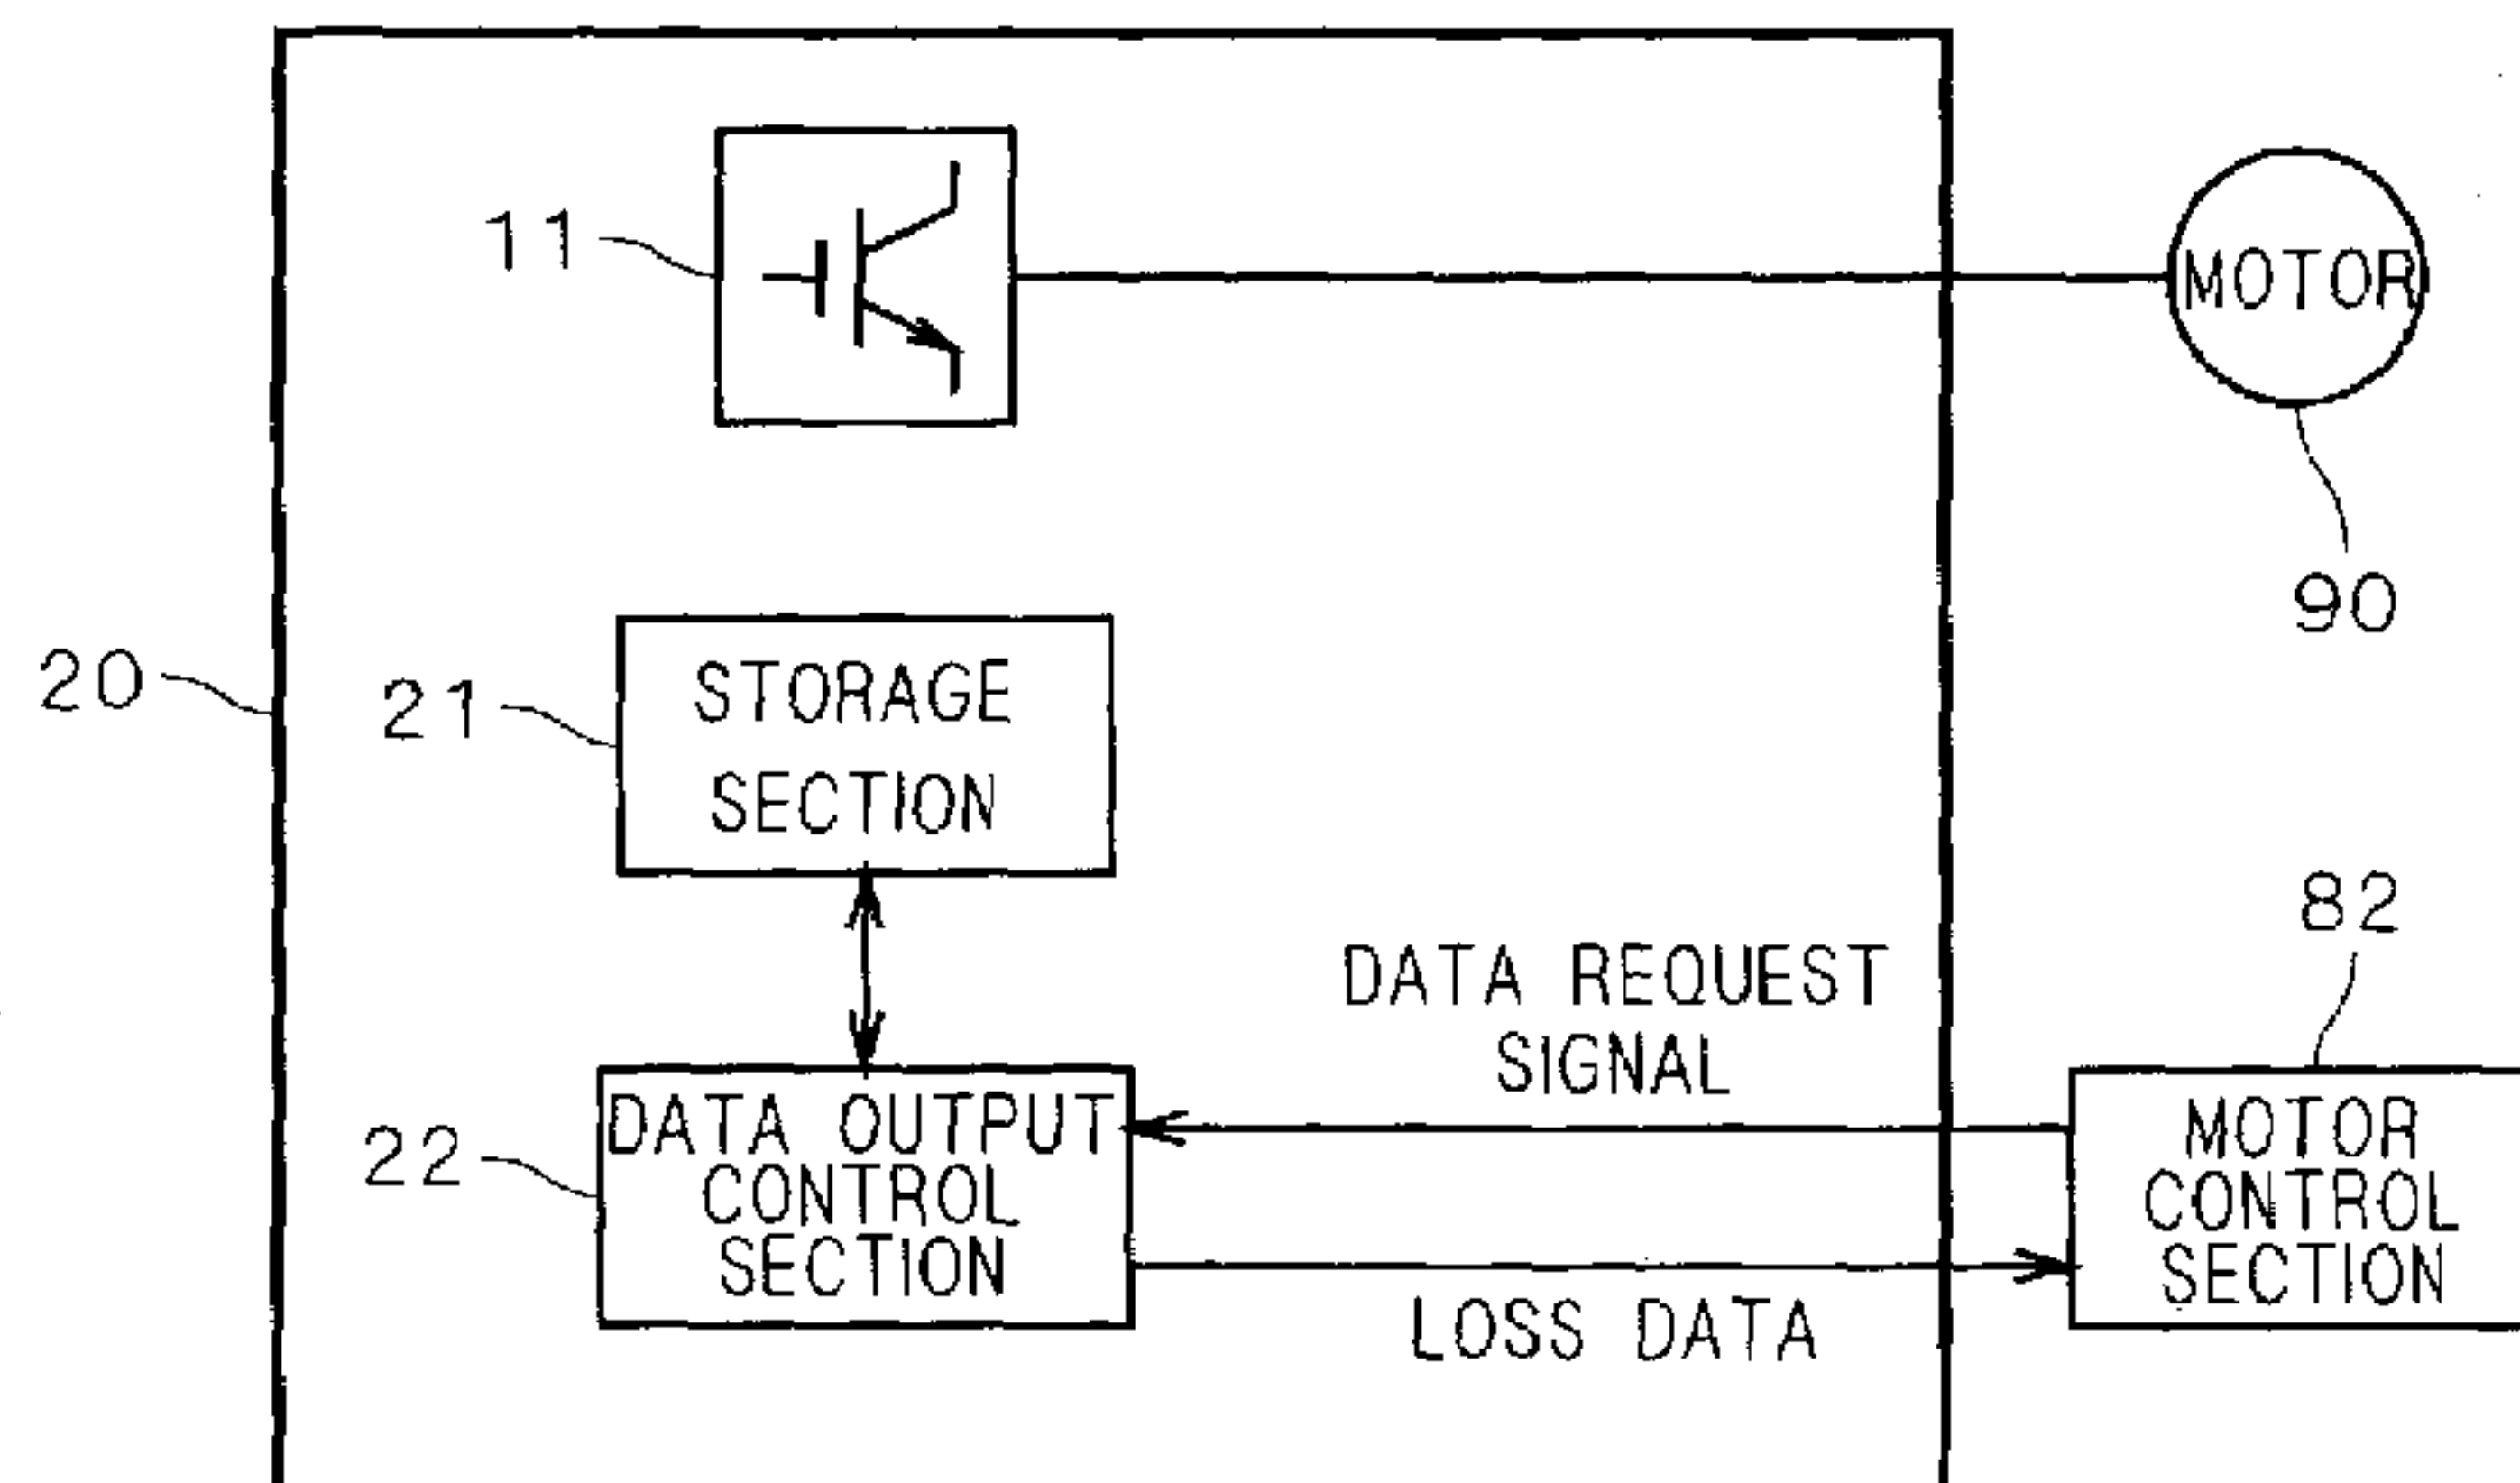 11
MOTOR
90
20
21
STORAGE
SECTION
82
DATA REQUEST
SIGNAL
22
DATA OUTPUT
CONTROL
SECTION
MOTOR
CONTROL
SECTION
LOSS DATA